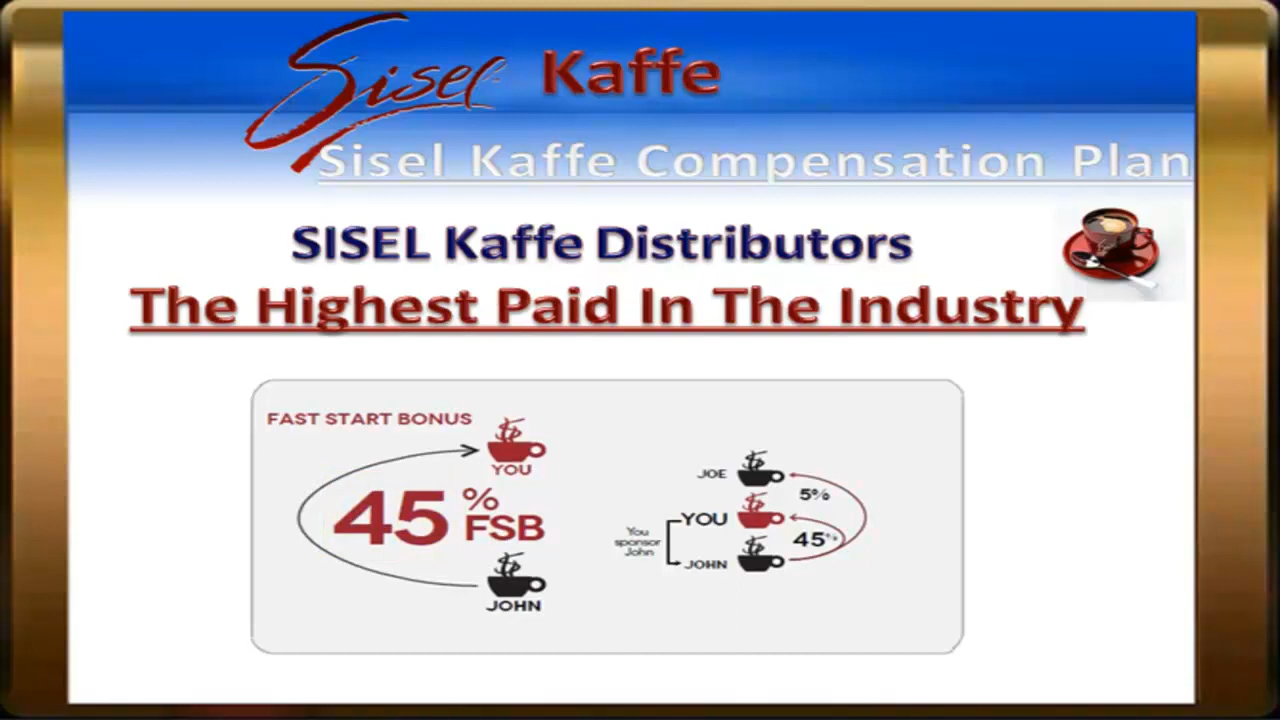 Sisel Kaffe
Sisel Kaffe Compensation Plan
SISEL Kaffe Distributors
The Highest Paid In The Industry
FAST START BONUS
YOU
45% FSB
JOHN
JOE
5%
YOU
You
sponsor
John
45%
JOHN